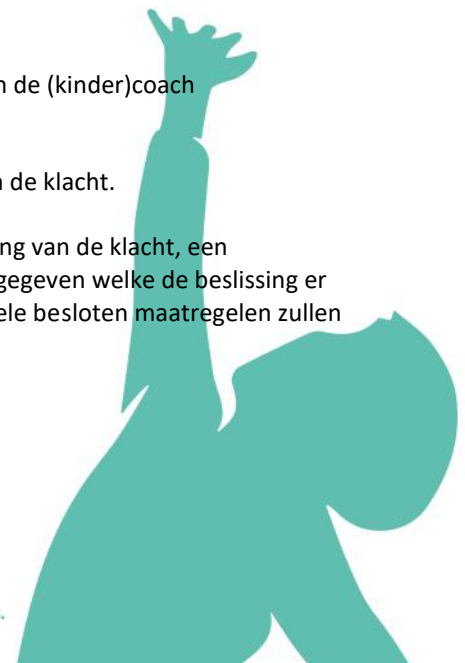 n de (kinder)coach
n de klacht.
ng van de klacht, een
gegeven welke de beslissing er
ele besloten maatregelen zullen